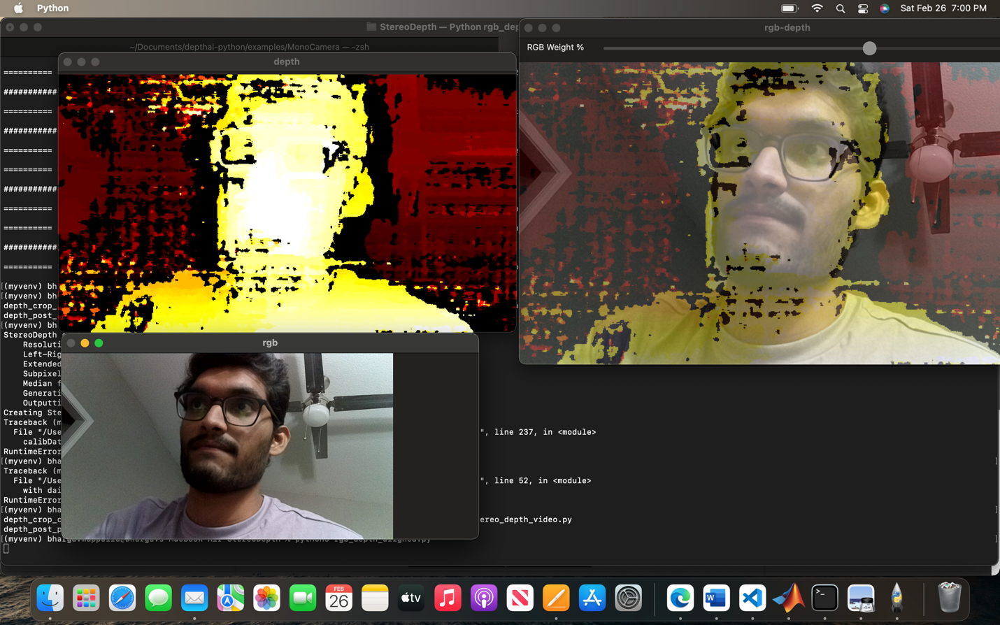 Python
Sat Feb 26 7:00 PM
StereoDepth — Python rgb_dep
~/Documents/depthai-python/examples/MonoCamera — -zsh
rgb-depth
RGB Weight %
depth
==========
###########
==========
###########
==========
==========
###########
==========
==========
###########
==========
[(myvenv) bh
[(myvenv) bh
depth_crop_
depth_post_
[(myvenv) bh
StereoDepth
Resoluti
Left-Rig
Extended
Subpixel
Median f
Generati
Outputti
Creating Ste
Traceback (m
File "/Use ", line 237, in <module>
calibDat
RuntimeError
[(myvenv) bha ]
Traceback (m
File "/Use ", line 52, in <module>
with dai
RuntimeError
[(myvenv) bha ]
depth_crop_c ereo_depth_video.py
depth_post_p
[(myvenv) bhargavmappalla@Bhargavs-MacBook-Air StereoDepth % python3 rgb_depth_aligned.py ]
rgb
FEB
26
tv